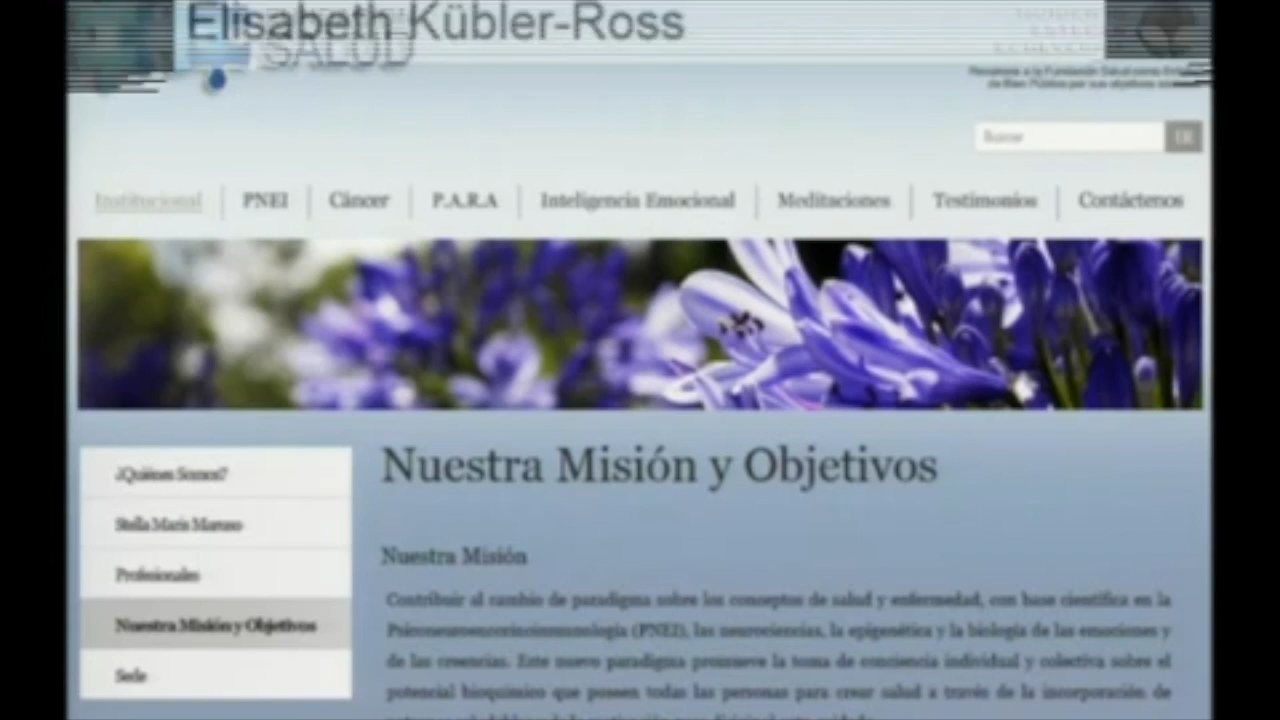 Elisabeth Kübler-Ross
SALUD
Buscar
Institucional
PNEI
Cáncer
P.A.R.A
Inteligencia Emocional
Meditaciones
Testimonios
Contáctenos
Nuestra Misión y Objetivos
¿Quiénes Somos?
Stella Maris Maruso
Profesionales
Nuestra Misión y Objetivos
Sede
Nuestra Misión
Contribuir al cambio de paradigma sobre los conceptos de salud y enfermedad, con base científica en la
(PNEI), las neurociencias, la epigenética y la biología de las emociones y
de las creencias. Este nuevo paradigma promueve la toma de conciencia individual y colectiva sobre el
potencial bioquímico que poseen todas las personas para crear salud a través de la incorporación de